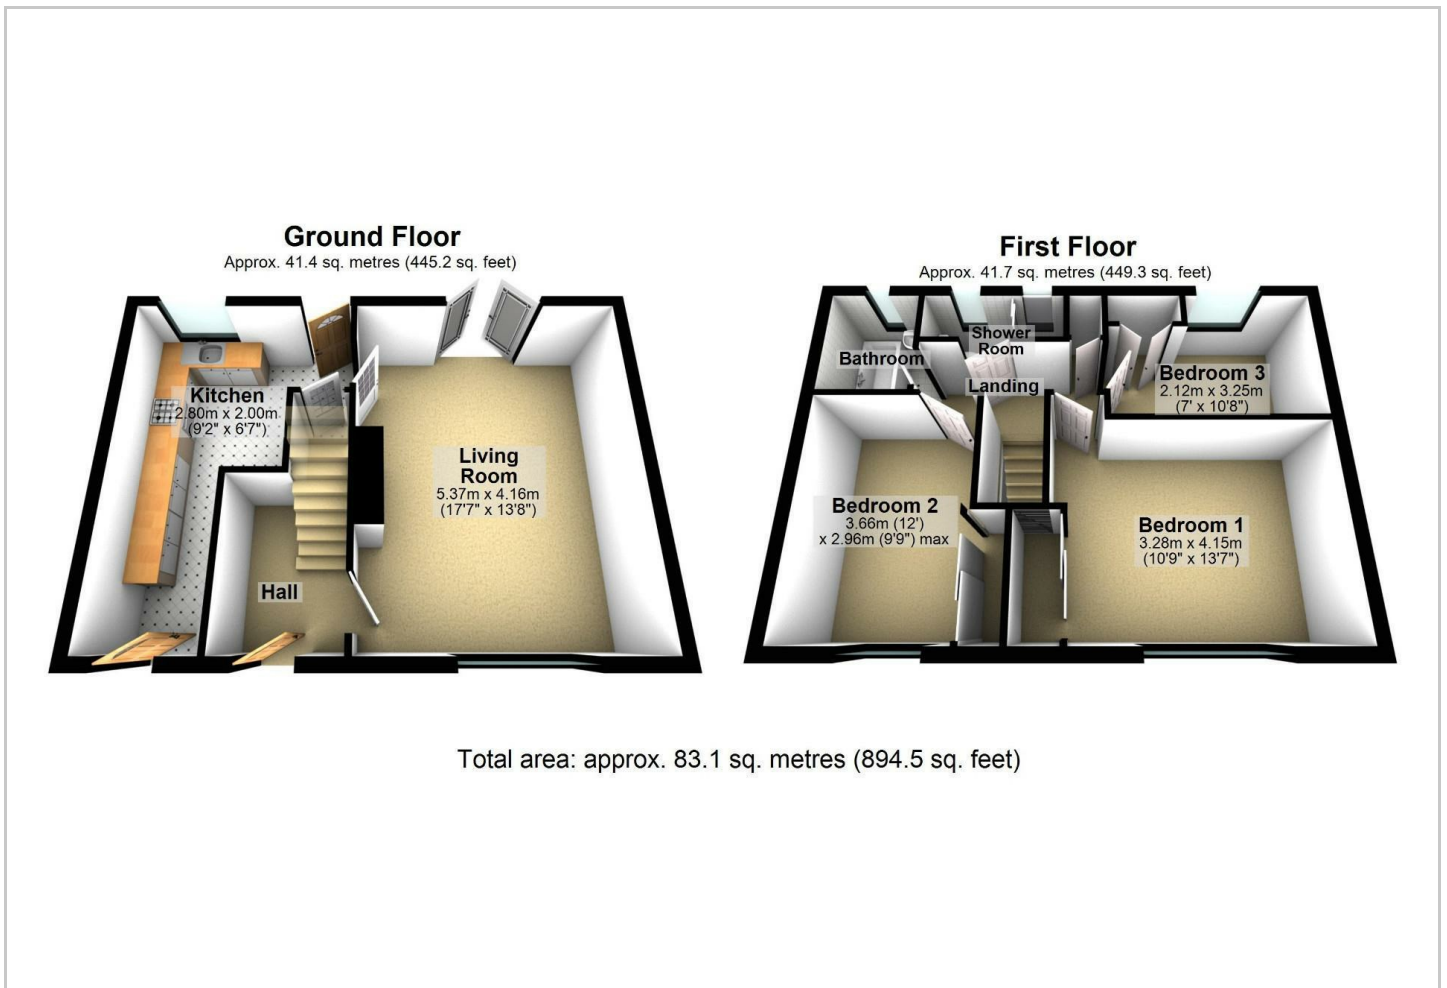 Ground Floor
Approx. 41.4 sq. metres (445.2 sq. feet)
Kitchen
2.80m x 2.00m
(9'2" x 6'7")
Living
Room
5.37m x 4.16m
(17'7" x 13'8")
Hall
First Floor
Approx. 41.7 sq. metres (449.3 sq. feet)
Bathroom
Shower
Room
Landing
Bedroom 3
2.12m x 3.25m
(7' x 10'8")
Bedroom 2
3.66m (12')
x 2.96m (9'9") max
Bedroom 1
3.28m x 4.15m
(10'9" x 13'7")
Total area: approx. 83.1 sq. metres (894.5 sq. feet)